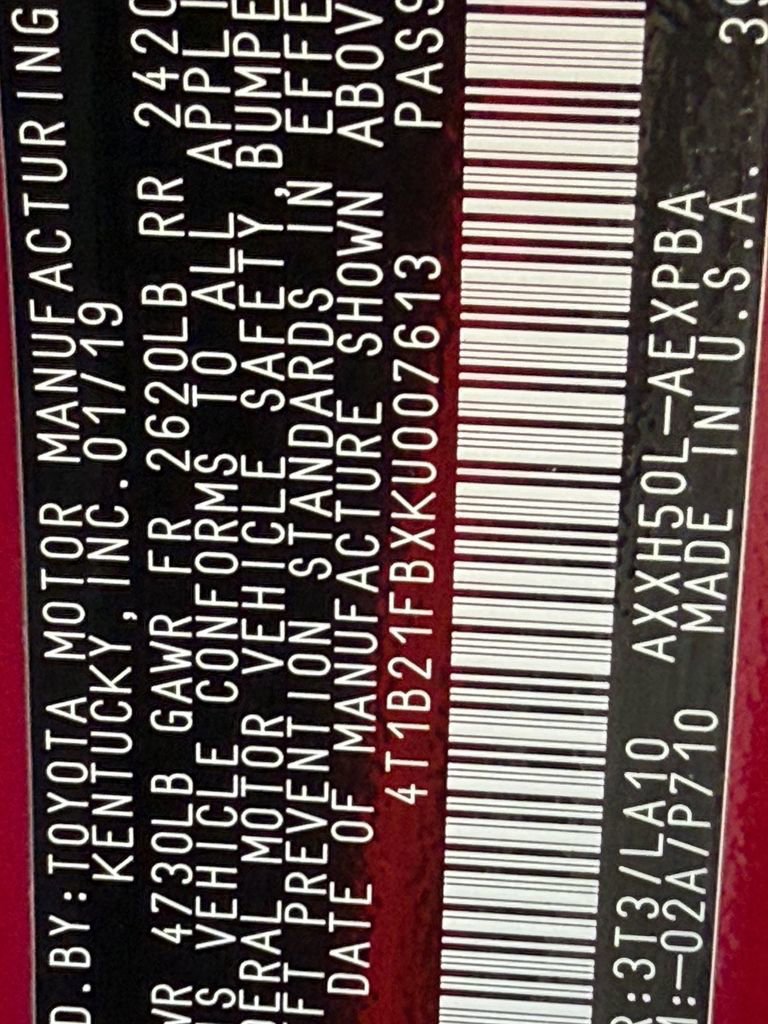 D.BY:TOYOTA MOTOR MANUFACTURING
KENTUCKY,INC.01/19
WR 4730LB GAWR FR 2620LB RR 242
S VEHICLE CONFORMS TO ALL APPLI
ERAL MOTOR VEHICLE SAFETY,BUMPE
FT PREVENTION STANDARDS IN EFFE
DATE OF MANUFACTURE SHOWN ABOV
4T1B21FBXKU007613 PASS
R:3T3/LA10 AXXH50L-AEXPBA
:-02A/P710 MADE IN U.S.A. 39